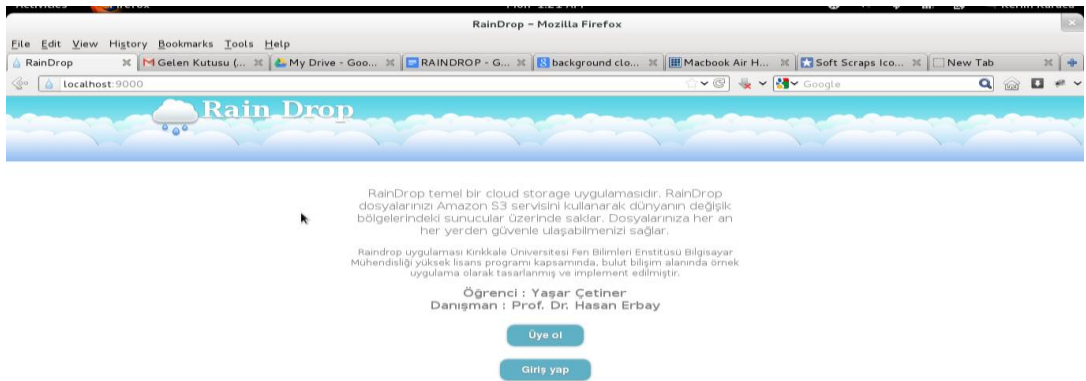 RainDrop – Mozilla Firefox
File Edit View History Bookmarks Tools Help
RainDrop Gelen Kutusu (... My Drive - Goo... RAINDROP - G... background clo... Macbook Air H... Soft Scraps Ico... New Tab
localhost:9000 Google
Rain Drop
RainDrop temel bir cloud storage uygulamasıdır. RainDrop
dosyalarınızı Amazon S3 servisini kullanarak dünyanın değişik
bölgelerindeki sunucular üzerinde saklar. Dosyalarınıza her an
her yerden güvenle ulaşabilmenizi sağlar.
Raindrop uygulaması Kırıkkale Üniversitesi Fen Bilimleri Enstitüsü Bilgisayar
Mühendisliği yüksek lisans programı kapsamında, bulut bilişim alanında örnek
uygulama olarak tasarlanmış ve implement edilmiştir.
Öğrenci : Yaşar Çetiner
Danışman : Prof. Dr. Hasan Erbay
Üye ol
Giriş yap